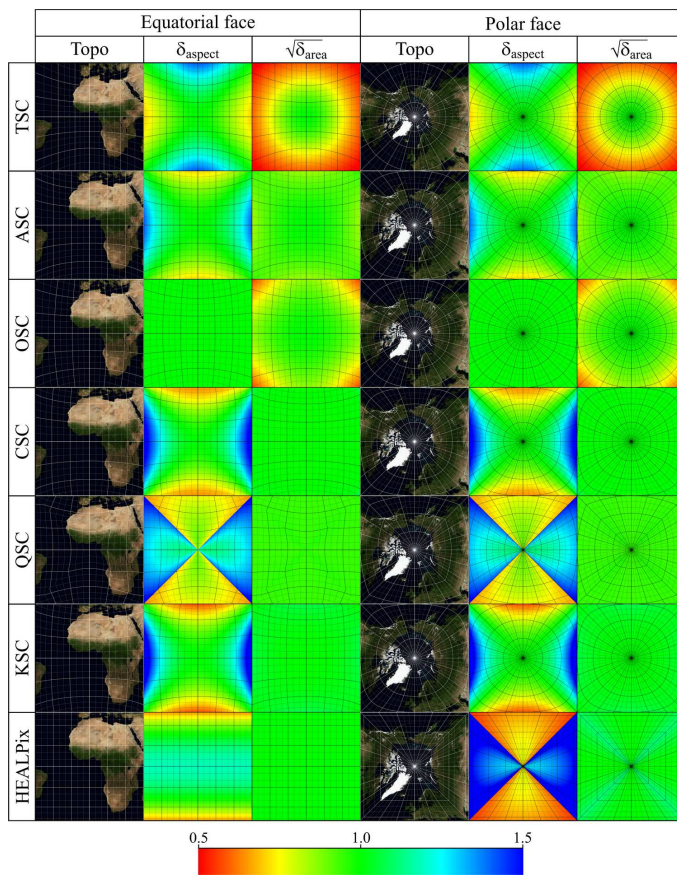 Equatorial face Polar face
Topo δaspect √δarea Topo δaspect √δarea
TSC
ASC
OSC
CSC
QSC
KSC
HEALPix
0.5 1.0 1.5